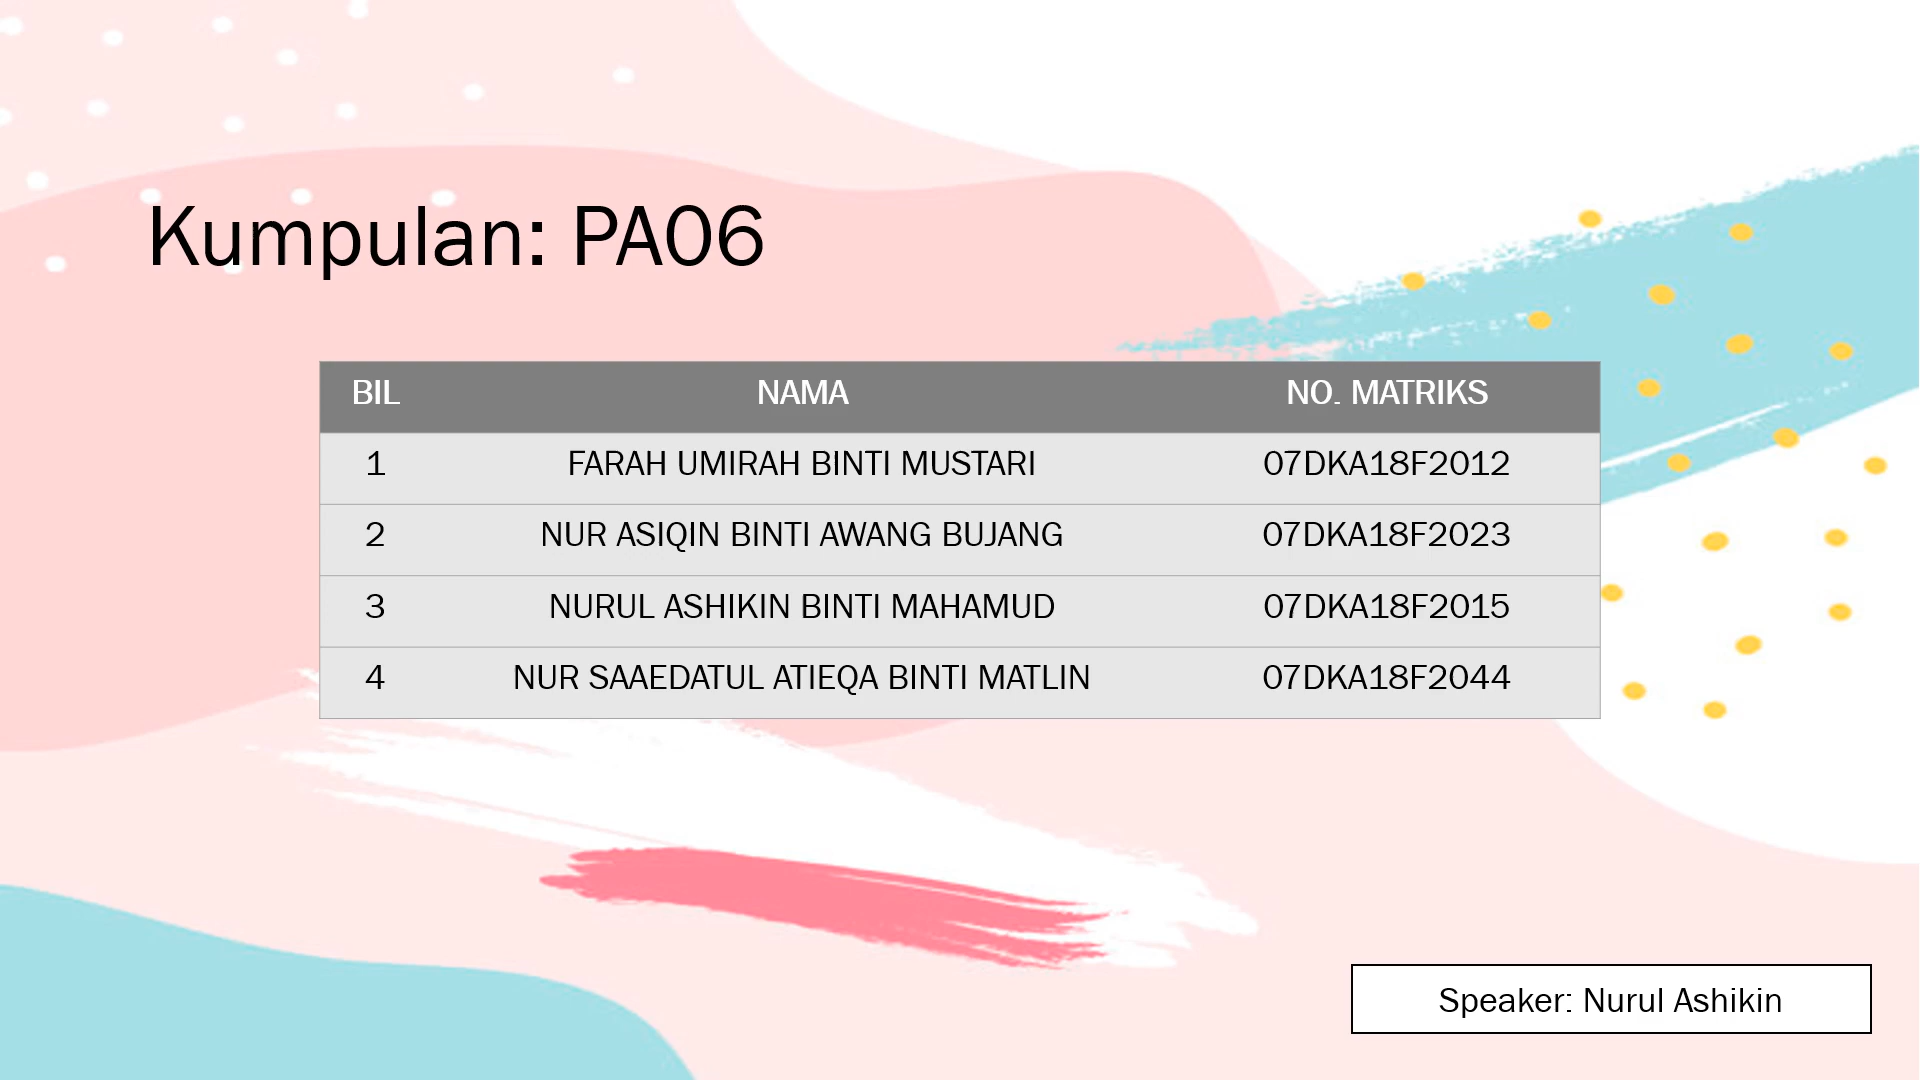 Kumpulan: PA06
BIL NAMA NO. MATRIKS
1 FARAH UMIRAH BINTI MUSTARI 07DKA18F2012
2 NUR ASIQIN BINTI AWANG BUJANG 07DKA18F2023
3 NURUL ASHIKIN BINTI MAHAMUD 07DKA18F2015
4 NUR SAAEDATUL ATIEQA BINTI MATLIN 07DKA18F2044
Speaker: Nurul Ashikin